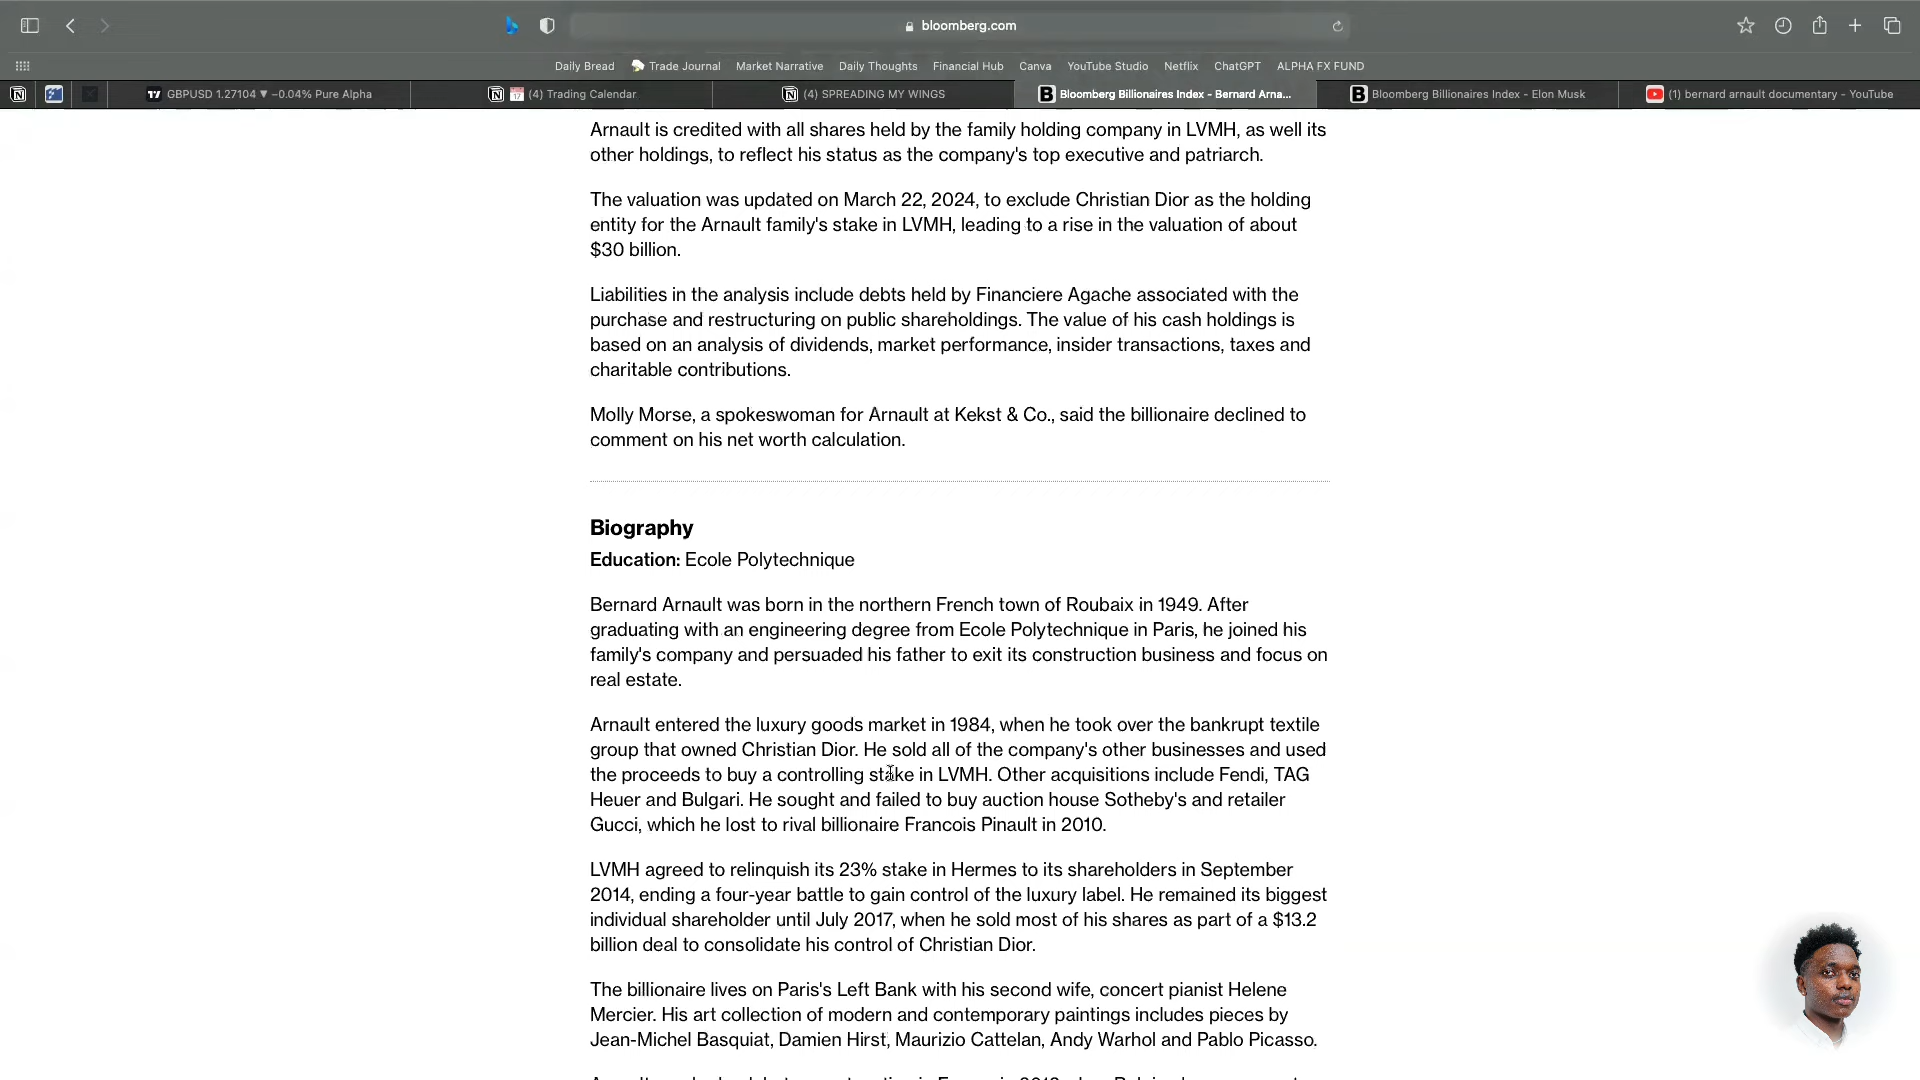 bloomberg.com
Daily Bread Trade Journal Market Narrative Daily Thoughts Financial Hub Canva YouTube Studio Netflix ChatGPT ALPHA FX FUND
GBPUSD 1.27104 ▼ −0.04% Pure Alpha (4) Trading Calendar (4) SPREADING MY WINGS Bloomberg Billionaires Index - Bernard Arna... Bloomberg Billionaires Index - Elon Musk (1) bernard arnault documentary - YouTube
Arnault is credited with all shares held by the family holding company in LVMH, as well its
other holdings, to reflect his status as the company's top executive and patriarch.
The valuation was updated on March 22, 2024, to exclude Christian Dior as the holding
entity for the Arnault family's stake in LVMH, leading to a rise in the valuation of about
$30 billion.
Liabilities in the analysis include debts held by Financiere Agache associated with the
purchase and restructuring on public shareholdings. The value of his cash holdings is
based on an analysis of dividends, market performance, insider transactions, taxes and
charitable contributions.
Molly Morse, a spokeswoman for Arnault at Kekst & Co., said the billionaire declined to
comment on his net worth calculation.
Biography
Education: Ecole Polytechnique
Bernard Arnault was born in the northern French town of Roubaix in 1949. After
graduating with an engineering degree from Ecole Polytechnique in Paris, he joined his
family's company and persuaded his father to exit its construction business and focus on
real estate.
Arnault entered the luxury goods market in 1984, when he took over the bankrupt textile
group that owned Christian Dior. He sold all of the company's other businesses and used
the proceeds to buy a controlling stake in LVMH. Other acquisitions include Fendi, TAG
Heuer and Bulgari. He sought and failed to buy auction house Sotheby's and retailer
Gucci, which he lost to rival billionaire Francois Pinault in 2010.
LVMH agreed to relinquish its 23% stake in Hermes to its shareholders in September
2014, ending a four-year battle to gain control of the luxury label. He remained its biggest
individual shareholder until July 2017, when he sold most of his shares as part of a $13.2
billion deal to consolidate his control of Christian Dior.
The billionaire lives on Paris's Left Bank with his second wife, concert pianist Helene
Mercier. His art collection of modern and contemporary paintings includes pieces by
Jean-Michel Basquiat, Damien Hirst, Maurizio Cattelan, Andy Warhol and Pablo Picasso.